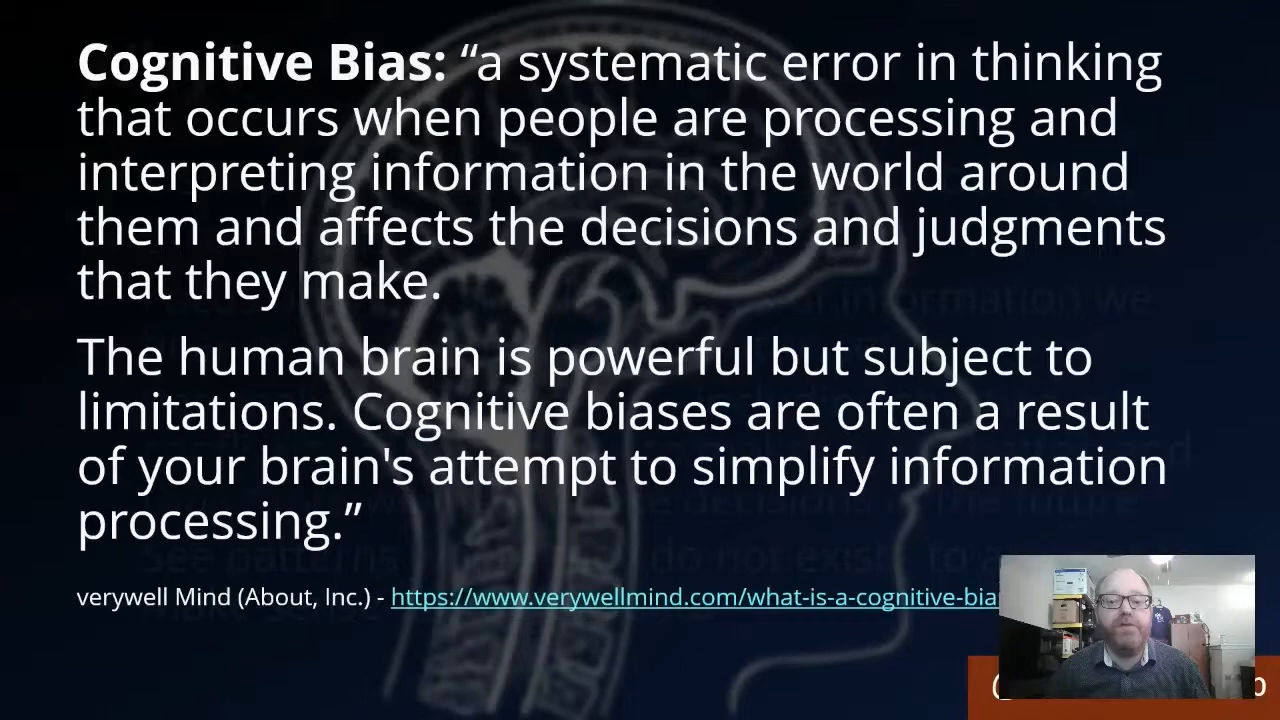 Cognitive Bias: “a systematic error in thinking
that occurs when people are processing and
interpreting information in the world around
them and affects the decisions and judgments
that they make.
The human brain is powerful but subject to
limitations. Cognitive biases are often a result
of your brain's attempt to simplify information
processing.”
verywell Mind (About, Inc.) - https://www.verywellmind.com/what-is-a-cognitive-bia